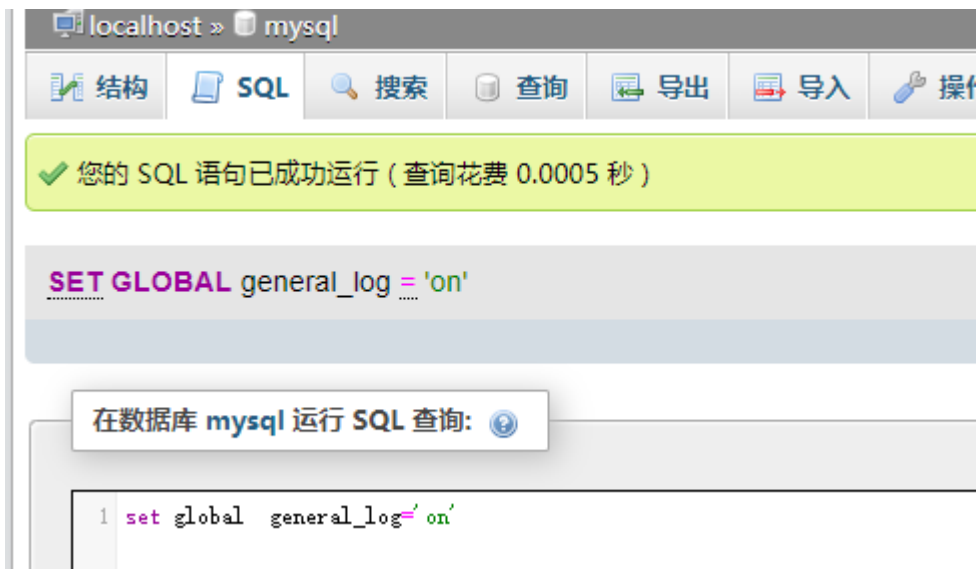 localhost » mysql
结构 SQL 搜索 查询 导出 导入
您的 SQL 语句已成功运行 ( 查询花费 0.0005 秒 )
SET GLOBAL general_log = 'on'
在数据库 mysql 运行 SQL 查询:
1 set global  general_log='on'